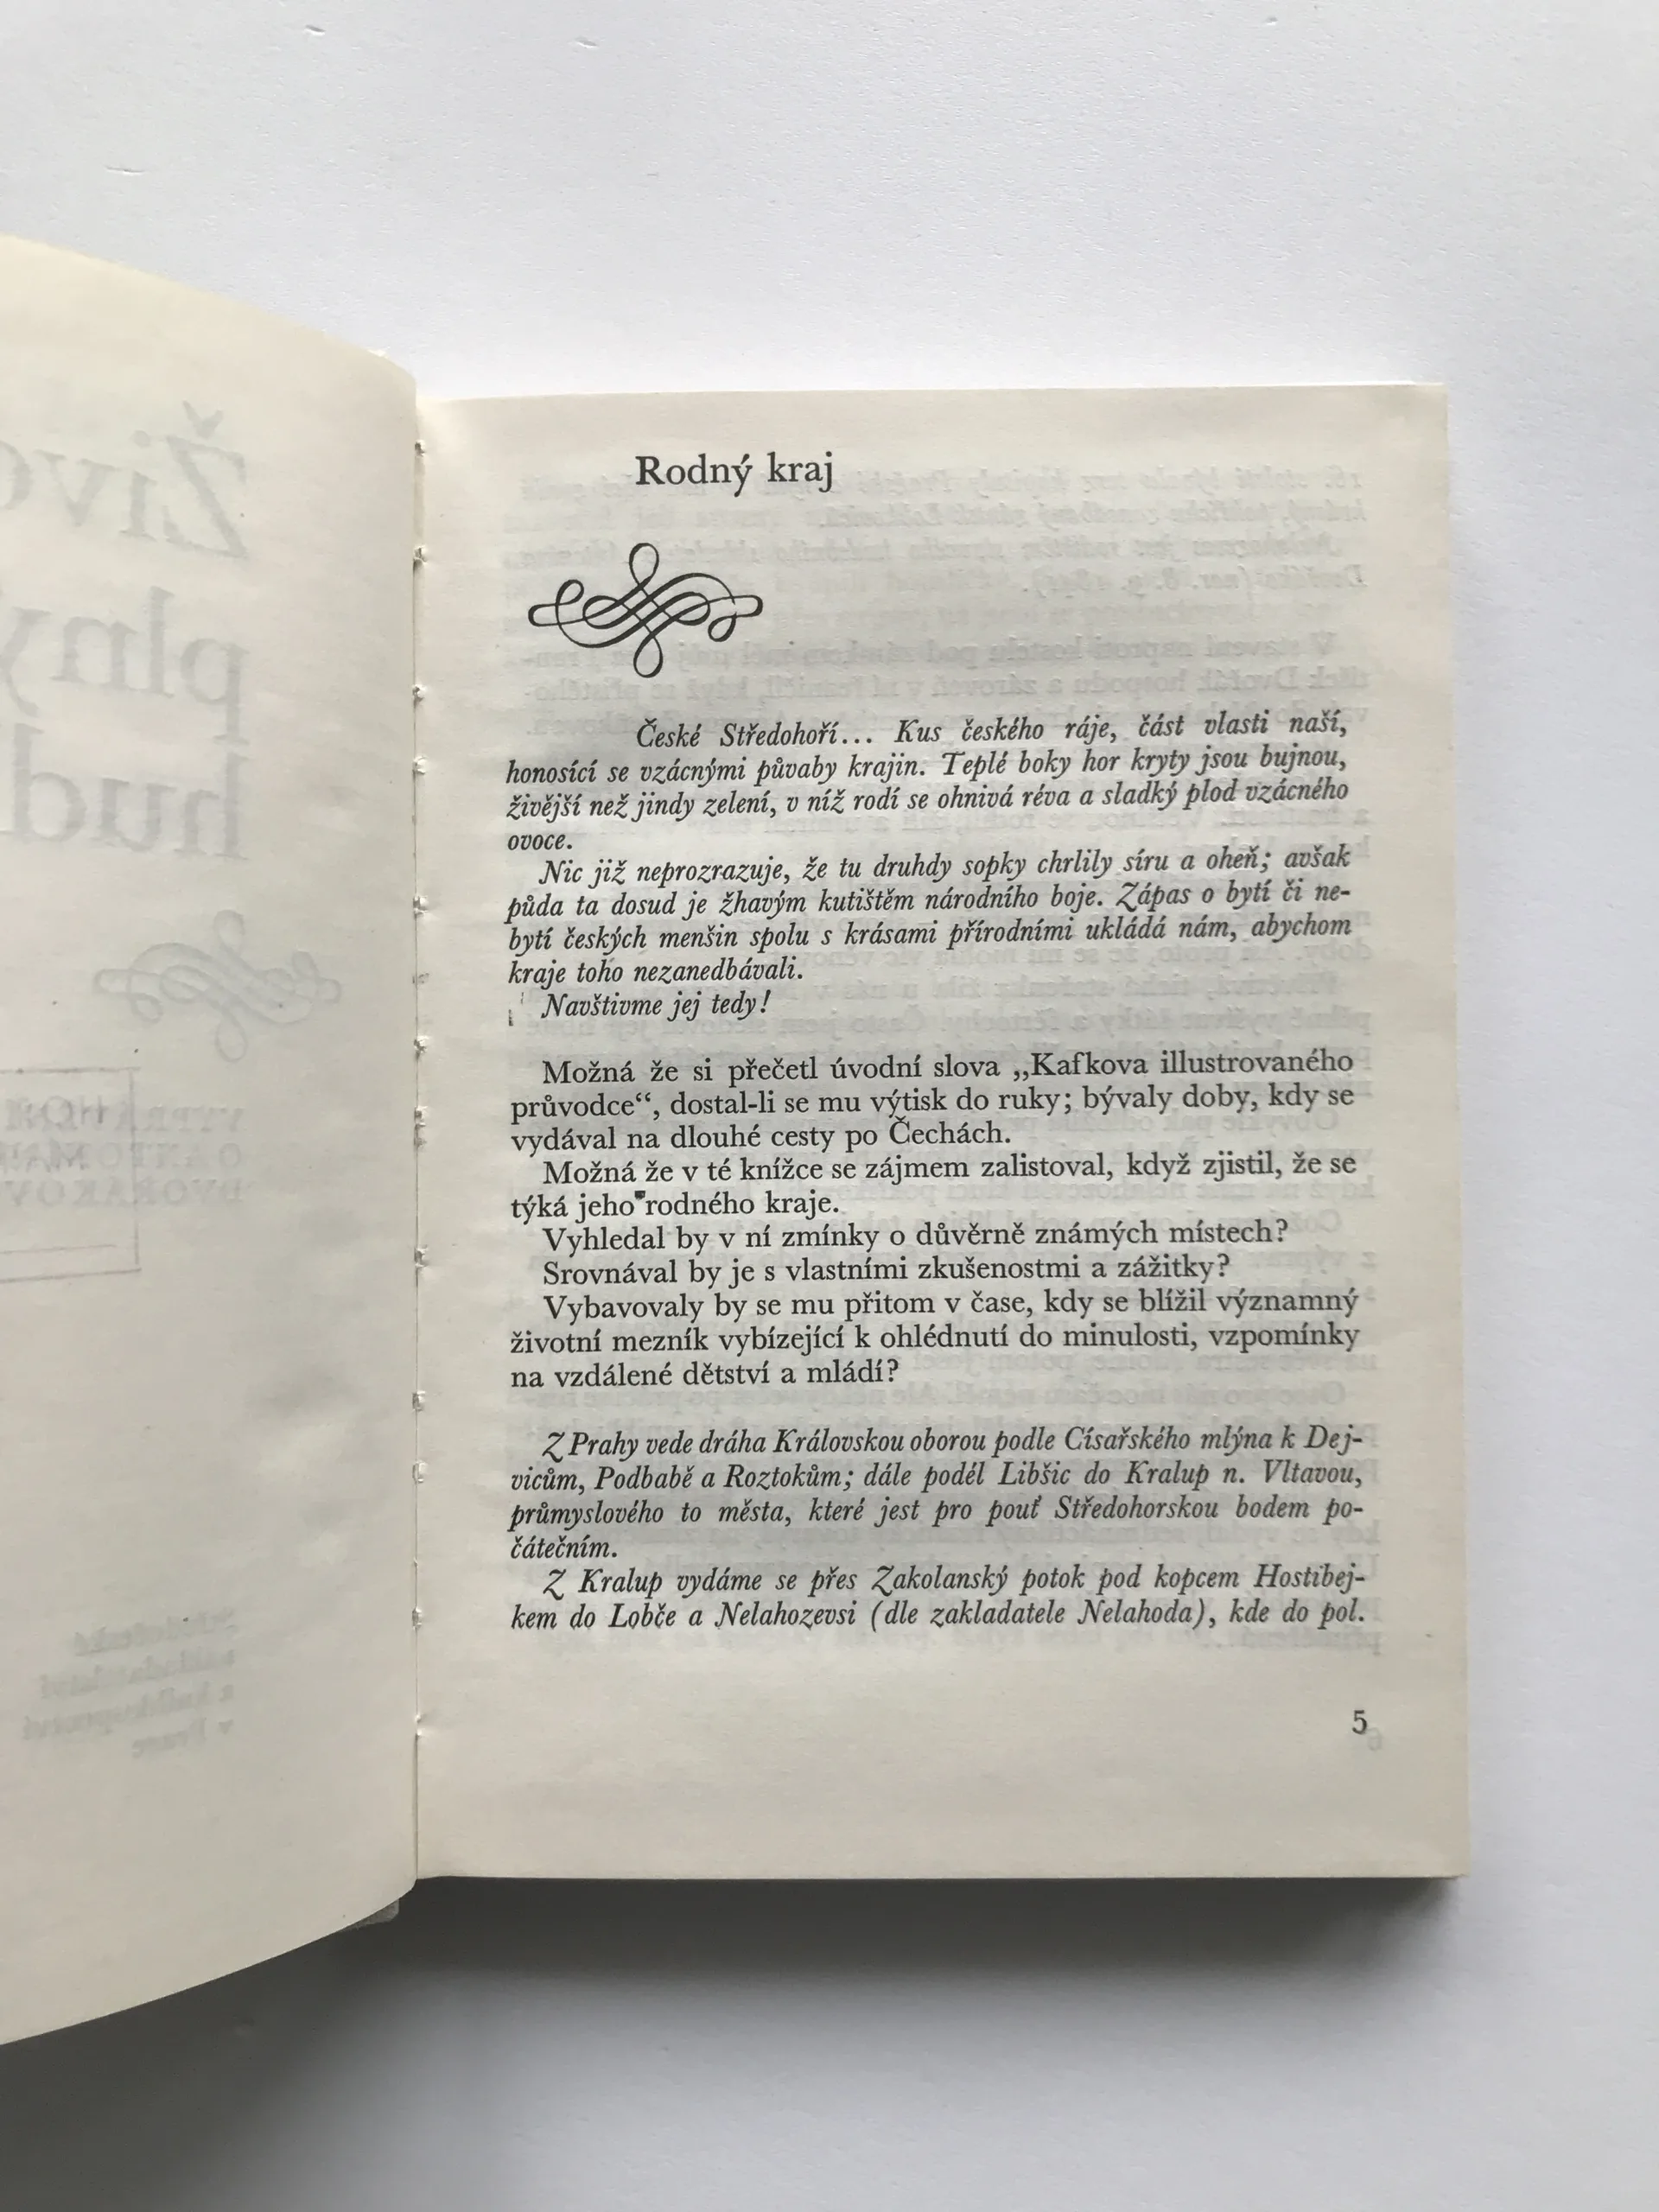 Rodný kraj
České Středohoří... Kus českého ráje, část vlasti naší,
honosící se vzácnými půvaby krajin. Teplé boky hor kryty jsou bujnou,
živější než jindy zelení, v níž rodí se ohnivá réva a sladký plod vzácného
ovoce.
Nic již neprozrazuje, že tu druhdy sopky chrlily síru a oheň; avšak
půda ta dosud je žhavým kutištěm národního boje. Zápas o bytí či ne-
bytí českých menšin spolu s krásami přírodními ukládá nám, abychom
kraje toho nezanedbávali.
Navštivme jej tedy!
Možná že si přečetl úvodní slova „Kafkova illustrovaného
průvodce“, dostal-li se mu výtisk do ruky; bývaly doby, kdy se
vydával na dlouhé cesty po Čechách.
Možná že v té knížce se zájmem zalistoval, když zjistil, že se
týká jeho rodného kraje.
Vyhledal by v ní zmínky o důvěrně známých místech?
Srovnával by je s vlastními zkušenostmi a zážitky?
Vybavovaly by se mu přitom v čase, kdy se blížil významný
životní mezník vybízející k ohlédnutí do minulosti, vzpomínky
na vzdálené dětství a mládí?
Z Prahy vede dráha Královskou oborou podle Císařského mlýna k Dej-
vicům, Podbabě a Roztokům; dále podél Libšic do Kralup n. Vltavou,
průmyslového to města, které jest pro pouť Středohorskou bodem po-
čátečním.
Z Kralup vydáme se přes Zakolanský potok pod kopcem Hostibej-
kem do Lobče a Nelahozevsi (dle zakladatele Nelahoda), kde do pol.
5